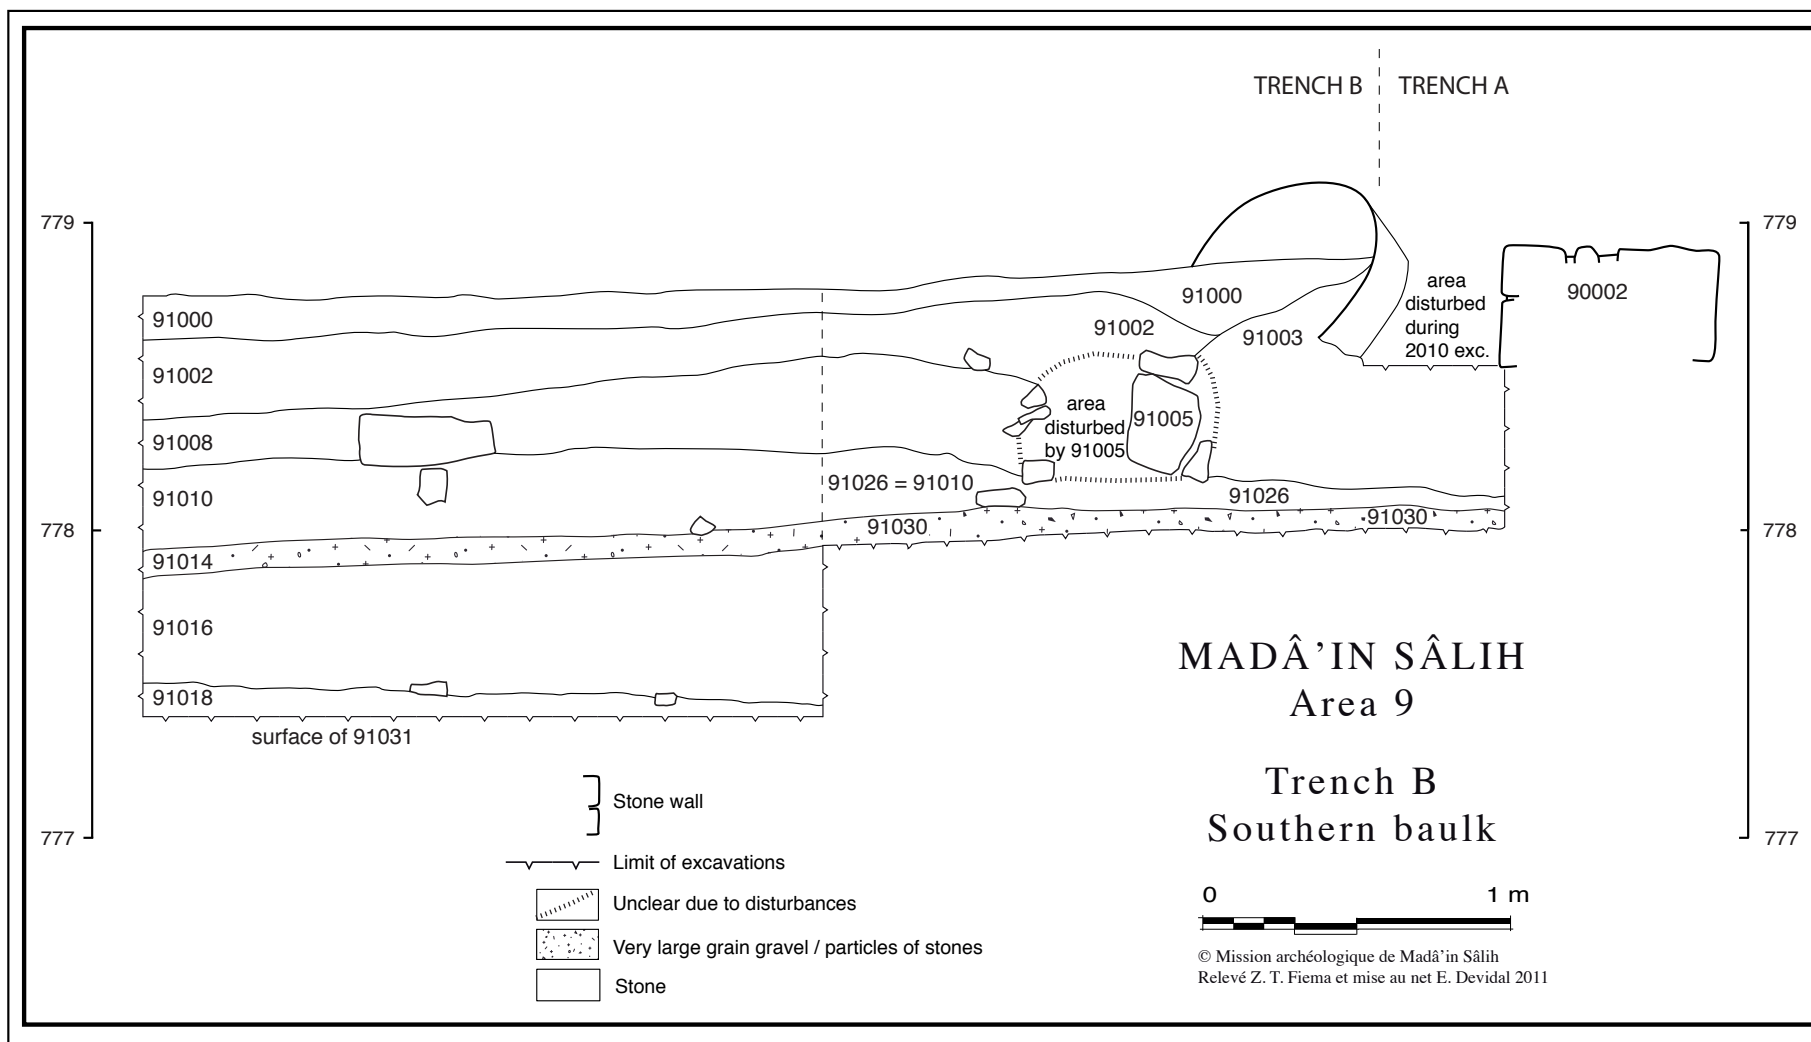 TRENCH B
TRENCH A
779
779
91000
91002
91008
91010
91014
91016
91018
surface of 91031
91000
91002
91003
area
disturbed
during
2010 exc.
90002
area
disturbed
by 91005
91005
91026 = 91010
91026
91030
91030
778
778
777
777
MADÂ’IN SÂLIH
Area 9
Trench B
Southern baulk
Stone wall
Limit of excavations
Unclear due to disturbances
Very large grain gravel / particles of stones
Stone
0
1 m
© Mission archéologique de Madâ’in Sâlih
Relevé Z. T. Fiema et mise au net E. Devidal 2011